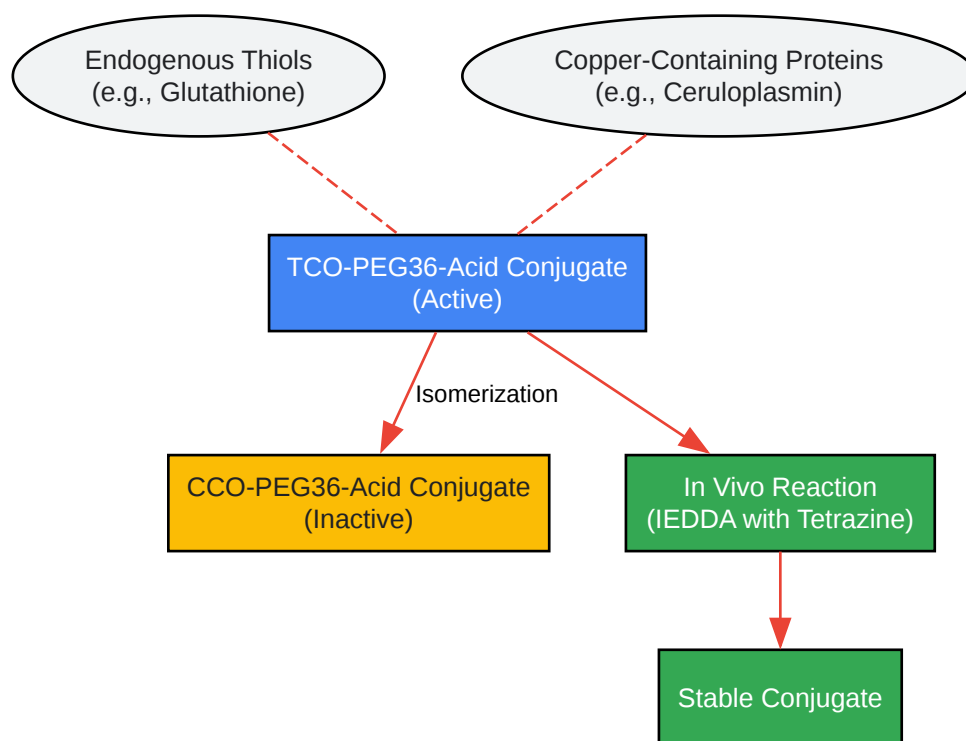 Endogenous Thiols
(e.g., Glutathione)
Copper-Containing Proteins
(e.g., Ceruloplasmin)
TCO-PEG36-Acid Conjugate
(Active)
Isomerization
CCO-PEG36-Acid Conjugate
(Inactive)
In Vivo Reaction
(IEDDA with Tetrazine)
Stable Conjugate